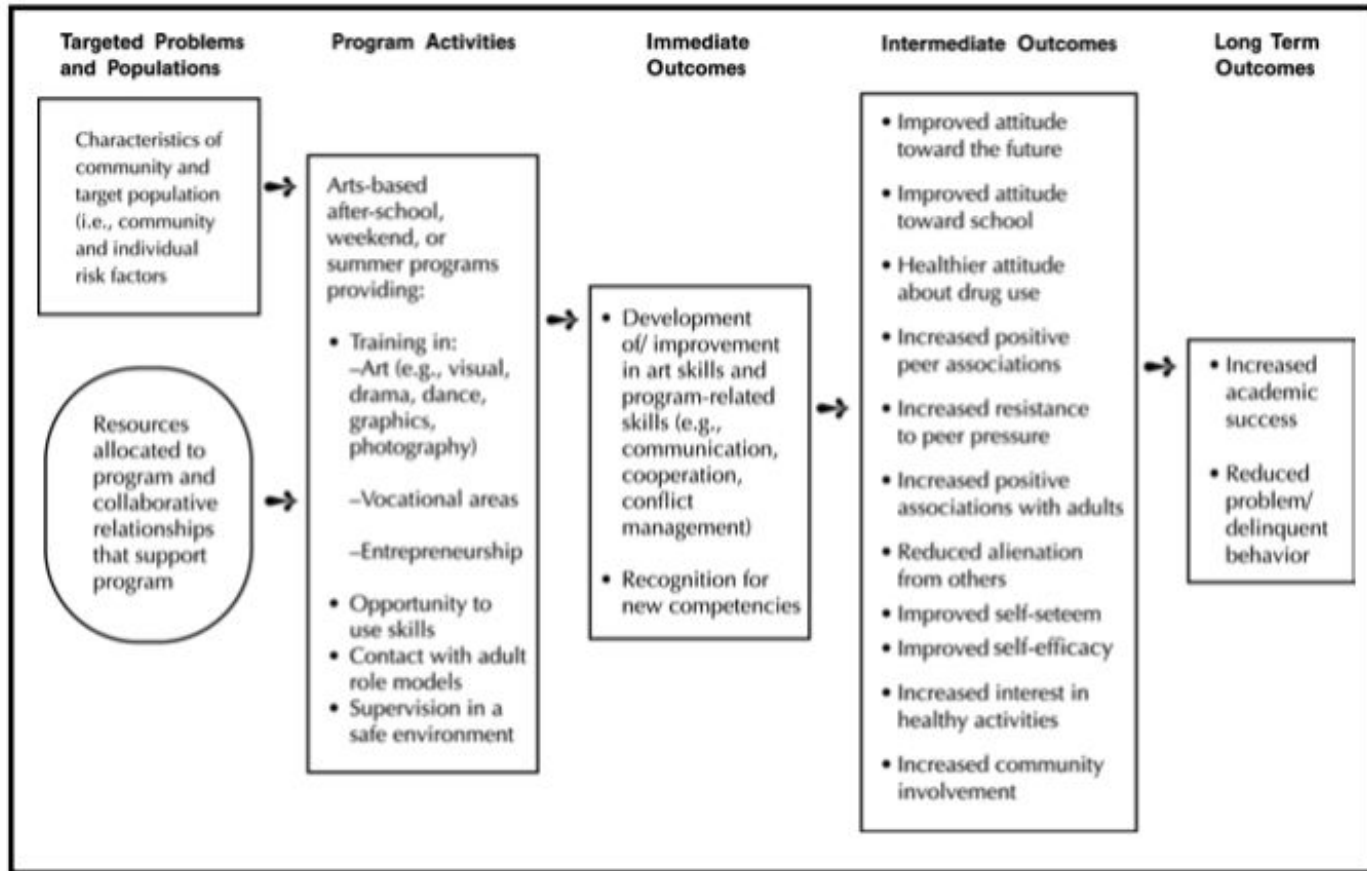 Targeted Problems
and Populations
Characteristics of
community and
target population
(i.e., community
and individual
risk factors
Resources
allocated to
program and
collaborative
relationships
that support
program
Program Activities
Arts-based
after-school,
weekend, or
summer programs
providing:
• Training in:
–Art (e.g., visual,
drama, dance,
graphics,
photography)
–Vocational areas
–Entrepreneurship
• Opportunity to
use skills
• Contact with adult
role models
• Supervision in a
safe environment
Immediate
Outcomes
• Development
of/ improvement
in art skills and
program-related
skills (e.g.,
communication,
cooperation,
conflict
management)
• Recognition for
new competencies
Intermediate Outcomes
• Improved attitude
toward the future
• Improved attitude
toward school
• Healthier attitude
about drug use
• Increased positive
peer associations
• Increased resistance
to peer pressure
• Increased positive
associations with adults
• Reduced alienation
from others
• Improved self-seteem
• Improved self-efficacy
• Increased interest in
healthy activities
• Increased community
involvement
Long Term
Outcomes
• Increased
academic
success
• Reduced
problem/
delinquent
behavior